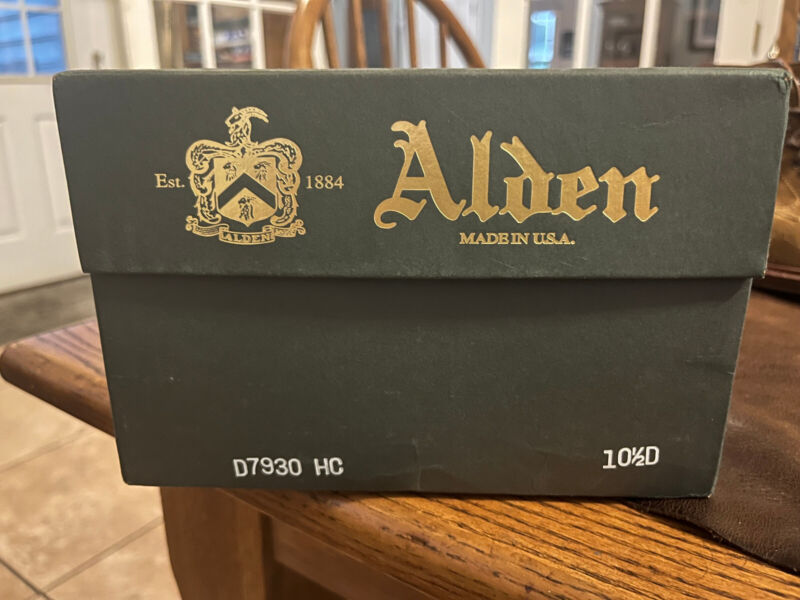 Est. 1884
ALDEN
Alden
MADE IN U.S.A.
D7930 HC
10½D